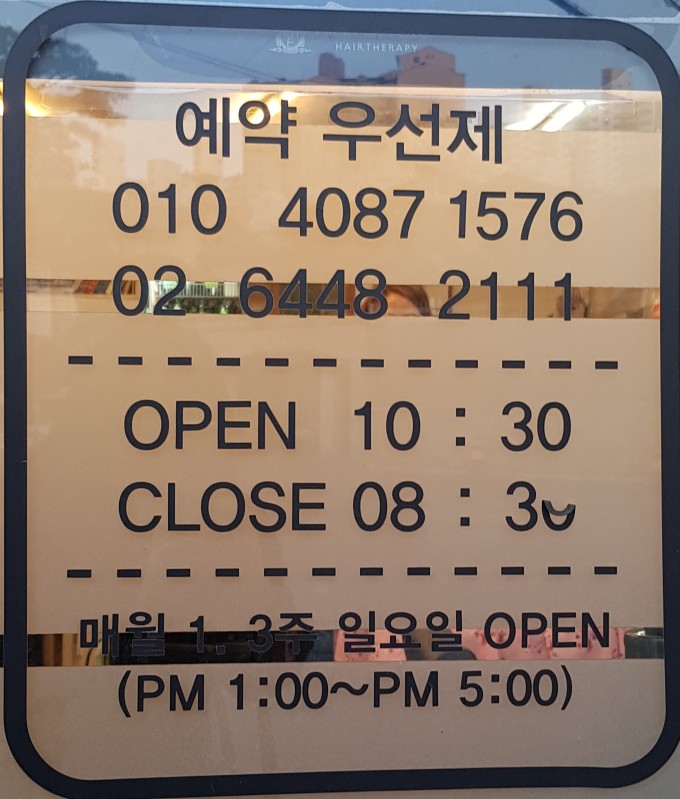 HAIRTHERAPY
예약 우선제
010 4087 1576
02 6448 2111
OPEN 10 : 30
CLOSE 08 : 30
매월 1. 3주 일요일 OPEN
(PM 1:00~PM 5:00)